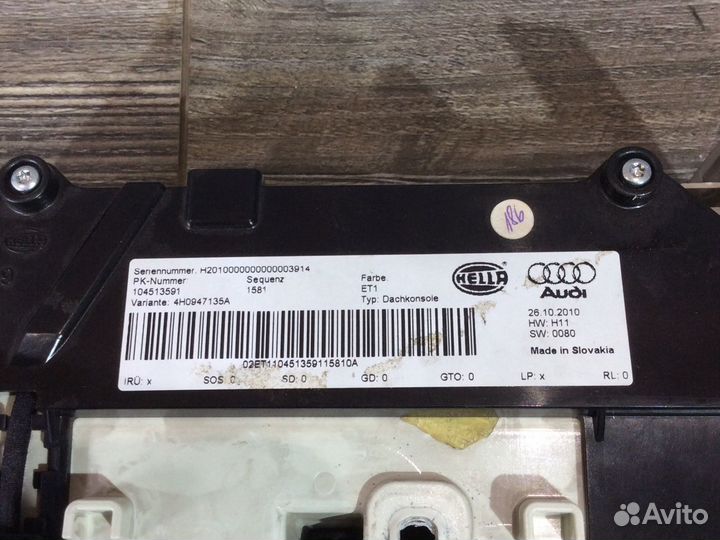 186
Seriennummer. H2010000000000003914
PK-Nummer Sequenz Farbe
104513591 1581 ET1
Variante: 4H0947135A Typ: Dachkonsole
HELLA
Audi
26.10.2010
HW: H11
SW: 0080
Made in Slovakia
02ET110451359115810A
IRÜ: x SOS: 0 SD: 0 GD: 0 GTO: 0 LP: x RL: 0
HELLA
Avito